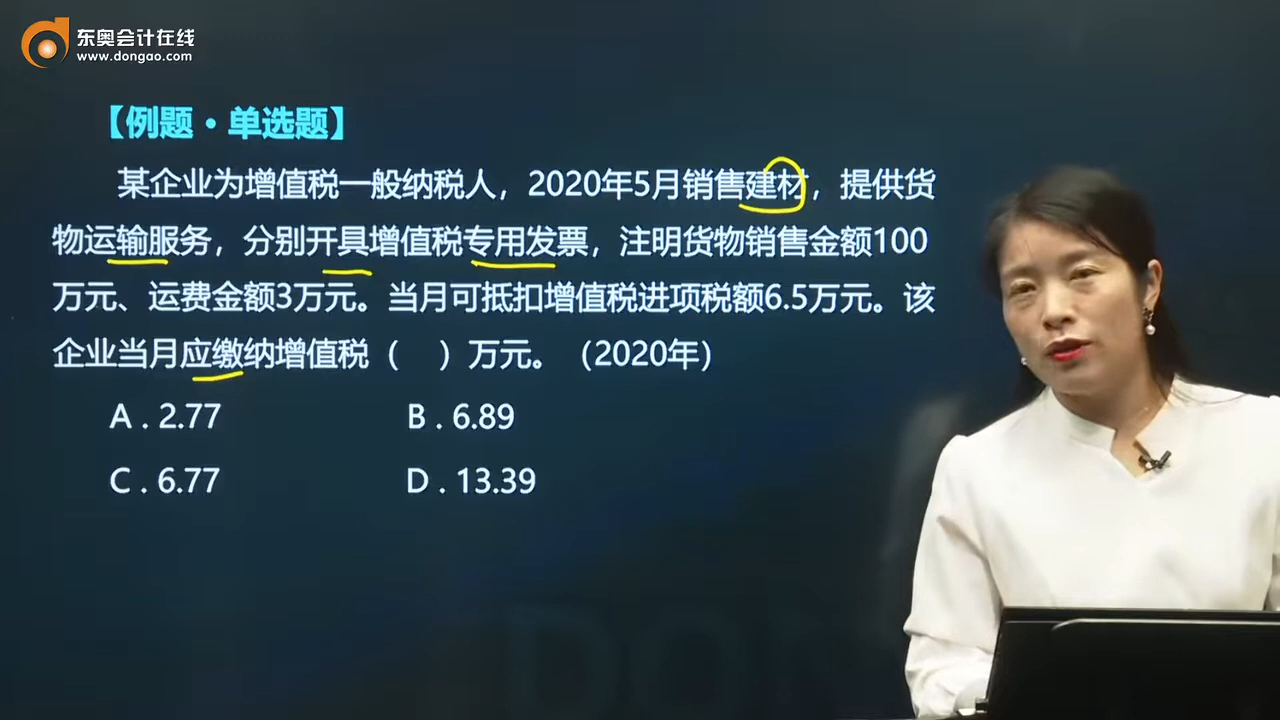 东奥会计在线
www.dongao.com
【例题·单选题】
某企业为增值税一般纳税人，2020年5月销售建材，提供货
物运输服务，分别开具增值税专用发票，注明货物销售金额100
万元、运费金额3万元。当月可抵扣增值税进项税额6.5万元。该
企业当月应缴纳增值税（　）万元。（2020年）
A . 2.77
B . 6.89
C . 6.77
D . 13.39